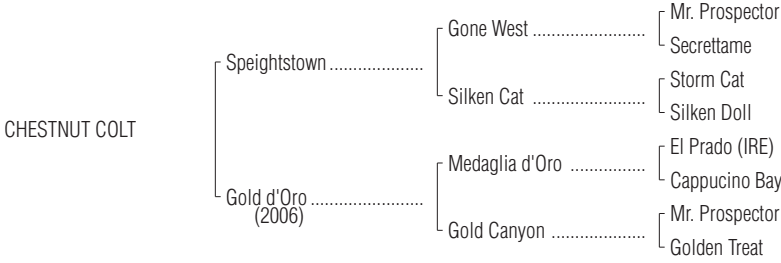 Mr. Prospector
Gone West ........................
Secrettame
Speightstown ....................
Storm Cat
Silken Cat ........................
Silken Doll
CHESTNUT COLT
El Prado (IRE)
Medaglia d'Oro ................
Cappucino Bay
Gold d'Oro ........................
(2006)
Mr. Prospector
Gold Canyon ....................
Golden Treat